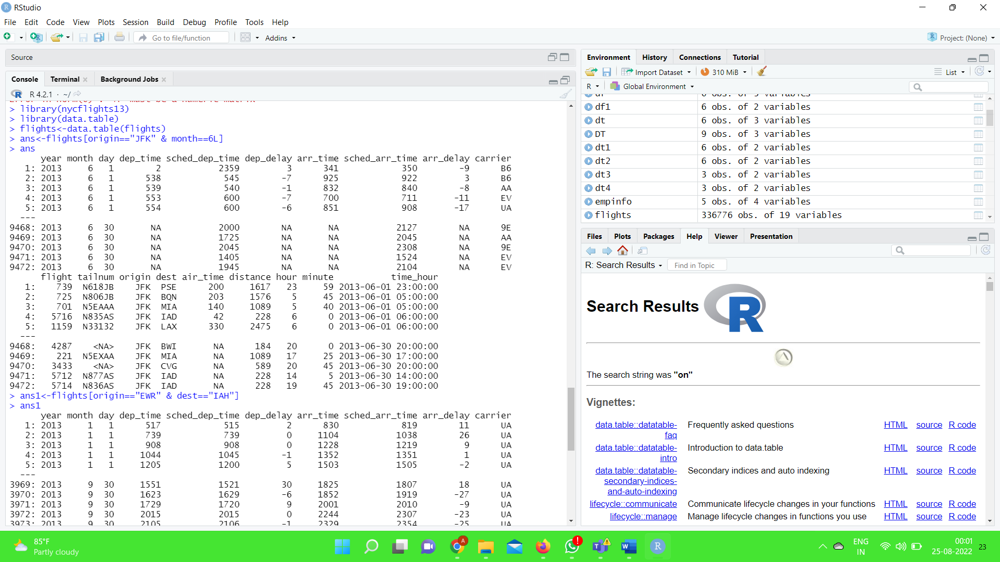 RStudio
File Edit Code View Plots Session Build Debug Profile Tools Help
Go to file/function Addins Project: (None)
Source
Console Terminal Background Jobs
R 4.2.1 · ~/
> library(nycflights13)
> library(data.table)
> flights<-data.table(flights)
> ans<-flights[origin=="JFK" & month==6L]
> ans
year month day dep_time sched_dep_time dep_delay arr_time sched_arr_time arr_delay carrier
1: 2013 6 1 2 2359 3 341 350 -9 B6
2: 2013 6 1 538 545 -7 925 922 3 B6
3: 2013 6 1 539 540 -1 832 840 -8 AA
4: 2013 6 1 553 600 -7 700 711 -11 EV
5: 2013 6 1 554 600 -6 851 908 -17 UA
---
9468: 2013 6 30 NA 2000 NA NA 2127 NA 9E
9469: 2013 6 30 NA 1725 NA NA 2045 NA AA
9470: 2013 6 30 NA 2045 NA NA 2308 NA 9E
9471: 2013 6 30 NA 1405 NA NA 1524 NA EV
9472: 2013 6 30 NA 1945 NA NA 2104 NA EV
flight tailnum origin dest air_time distance hour minute time_hour
1: 739 N618JB JFK PSE 200 1617 23 59 2013-06-01 23:00:00
2: 725 N806JB JFK BQN 203 1576 5 45 2013-06-01 05:00:00
3: 701 N5EAAA JFK MIA 140 1089 5 40 2013-06-01 05:00:00
4: 5716 N835AS JFK IAD 42 228 6 0 2013-06-01 06:00:00
5: 1159 N33132 JFK LAX 330 2475 6 0 2013-06-01 06:00:00
---
9468: 4287 <NA> JFK BWI NA 184 20 0 2013-06-30 20:00:00
9469: 221 N5EXAA JFK MIA NA 1089 17 25 2013-06-30 17:00:00
9470: 3433 <NA> JFK CVG NA 589 20 45 2013-06-30 20:00:00
9471: 5712 N877AS JFK IAD NA 228 14 5 2013-06-30 14:00:00
9472: 5714 N836AS JFK IAD NA 228 19 45 2013-06-30 19:00:00
> ans1<-flights[origin=="EWR" & dest=="IAH"]
> ans1
year month day dep_time sched_dep_time dep_delay arr_time sched_arr_time arr_delay carrier
1: 2013 1 1 517 515 2 830 819 11 UA
2: 2013 1 1 739 739 0 1104 1038 26 UA
3: 2013 1 1 908 908 0 1228 1219 9 UA
4: 2013 1 1 1044 1045 -1 1352 1351 1 UA
5: 2013 1 1 1205 1200 5 1503 1505 -2 UA
---
3969: 2013 9 30 1551 1521 30 1825 1807 18 UA
3970: 2013 9 30 1623 1629 -6 1852 1919 -27 UA
3971: 2013 9 30 1729 1720 9 2001 2010 -9 UA
3972: 2013 9 30 2015 2015 0 2244 2307 -23 UA
3973: 2013 9 30 2105 2106 -1 2329 2354 -25 UA
Environment History Connections Tutorial
Import Dataset 310 MiB List
R Global Environment
df1 6 obs. of 2 variables
dt 6 obs. of 3 variables
DT 9 obs. of 3 variables
dt1 6 obs. of 2 variables
dt2 6 obs. of 2 variables
dt3 3 obs. of 2 variables
dt4 3 obs. of 2 variables
empinfo 5 obs. of 4 variables
flights 336776 obs. of 19 variables
Files Plots Packages Help Viewer Presentation
R: Search Results Find in Topic
Search Results R
The search string was "on"
Vignettes:
data.table::datatable- Frequently asked questions HTML source R code
faq
data.table::datatable- Introduction to data.table HTML source R code
intro
data.table::datatable- Secondary indices and auto indexing HTML source R code
secondary-indices-
and-auto-indexing
lifecycle::communicate Communicate lifecycle changes in your functions HTML source R code
lifecycle::manage Manage lifecycle changes in functions you use HTML source R code
85°F
Partly cloudy
ENG
IN
00:01
25-08-2022
23